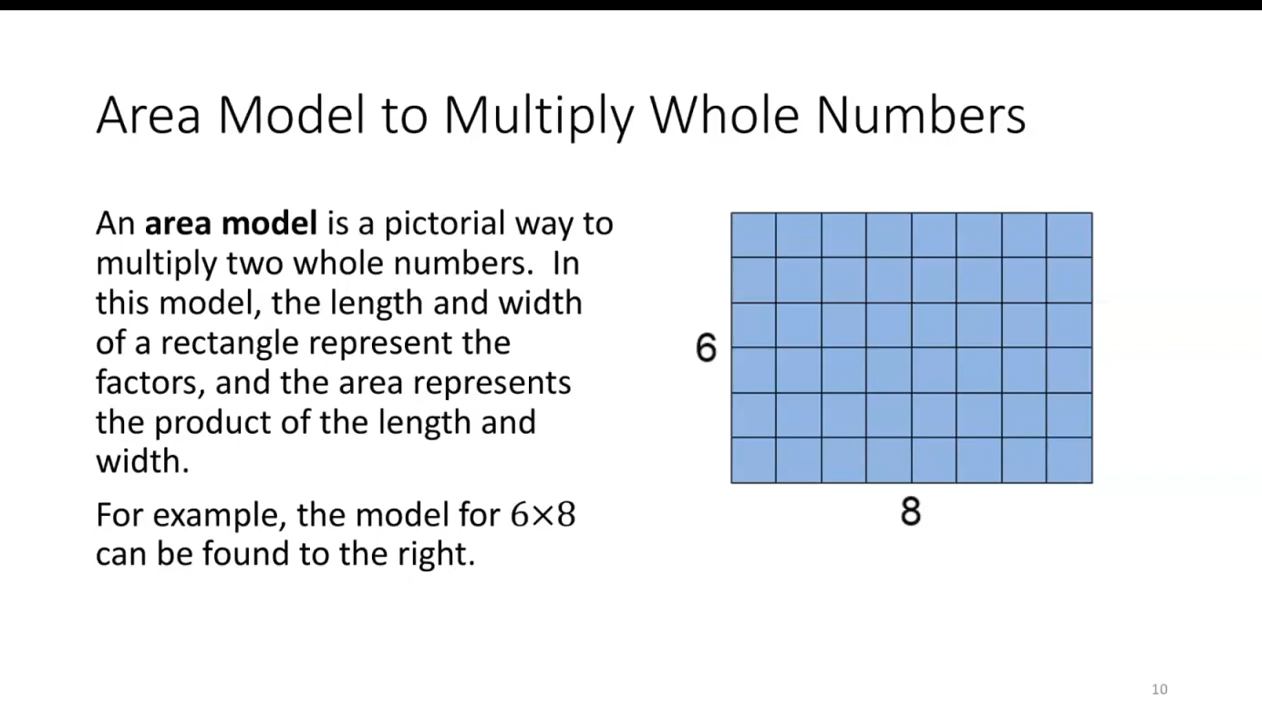 Area Model to Multiply Whole Numbers
An area model is a pictorial way to
multiply two whole numbers.  In
this model, the length and width
of a rectangle represent the
factors, and the area represents
the product of the length and
width.
For example, the model for 6×8
can be found to the right.
6
8
10